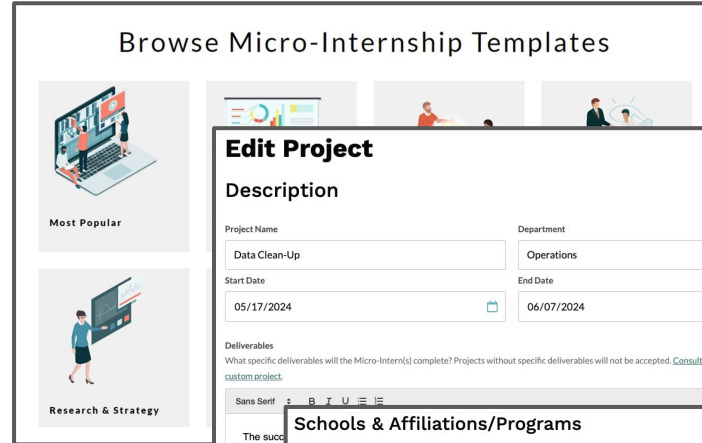 Browse Micro-Internship Templates
Most Popular
Research & Strategy
Edit Project
Description
Project Name
Department
Data Clean-Up
Operations
Start Date
End Date
05/17/2024
06/07/2024
Deliverables
What specific deliverables will the Micro-Intern(s) complete? Projects without specific deliverables will not be accepted. Consult
custom project.
Sans Serif B I U
The succ
Schools & Affiliations/Programs